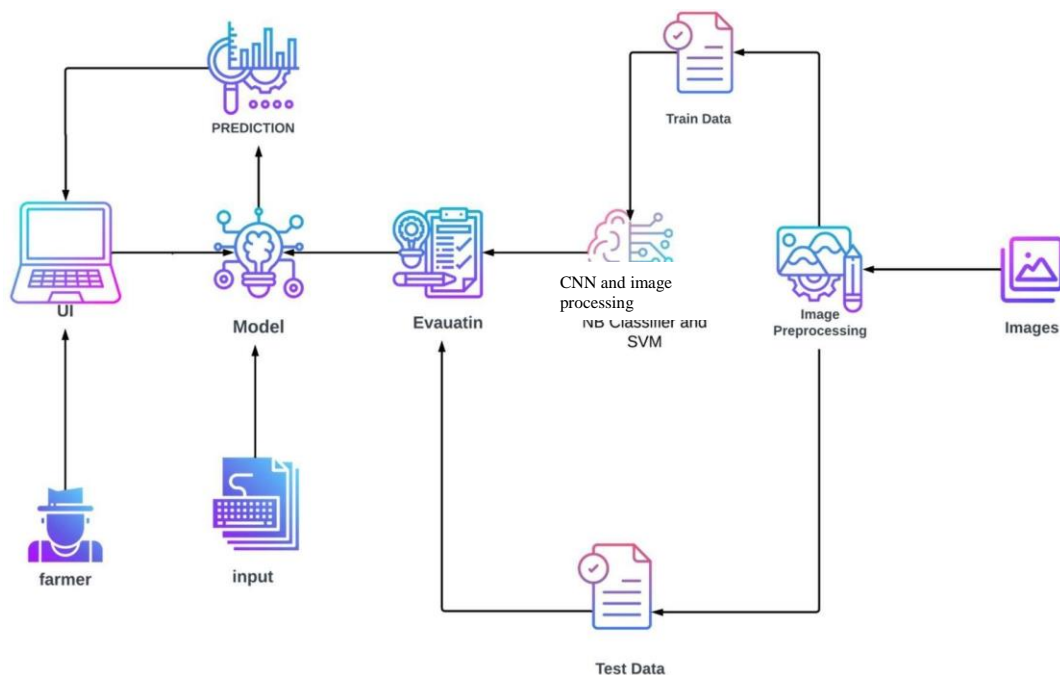 Train Data
PREDICTION
CNN and image
processing
NB Classifier and
SVM
UI
Model
Evauatin
Image
Preprocessing
Images
farmer
input
Test Data